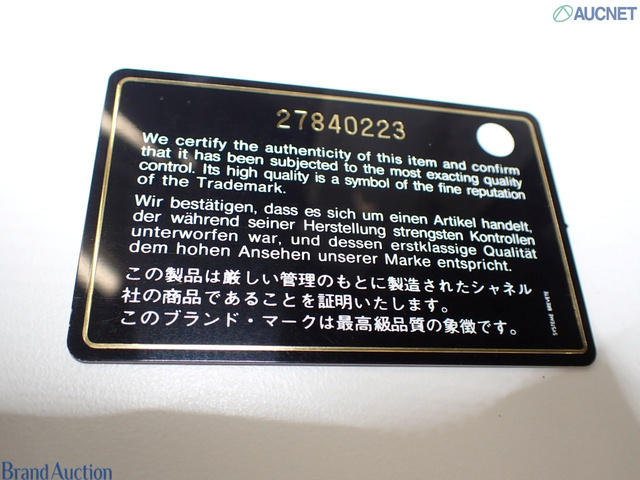 AUCNET
27840223
We certify the authenticity of this item and confirm
that it has been subjected to the most exacting quality
control. Its high quality is a symbol of the fine reputation
of the Trademark.
Wir bestätigen, dass es sich um einen Artikel handelt,
der während seiner Herstellung strengsten Kontrollen
unterworfen war, und dessen erstklassige Qualität
dem hohen Ansehen unserer Marke entspricht.
この製品は厳しい管理のもとに製造されたシャネル
社の商品であることを証明いたします。
このブランド・マークは最高級品質の象徴です。
SYSTEME BREVETE
Brand Auction